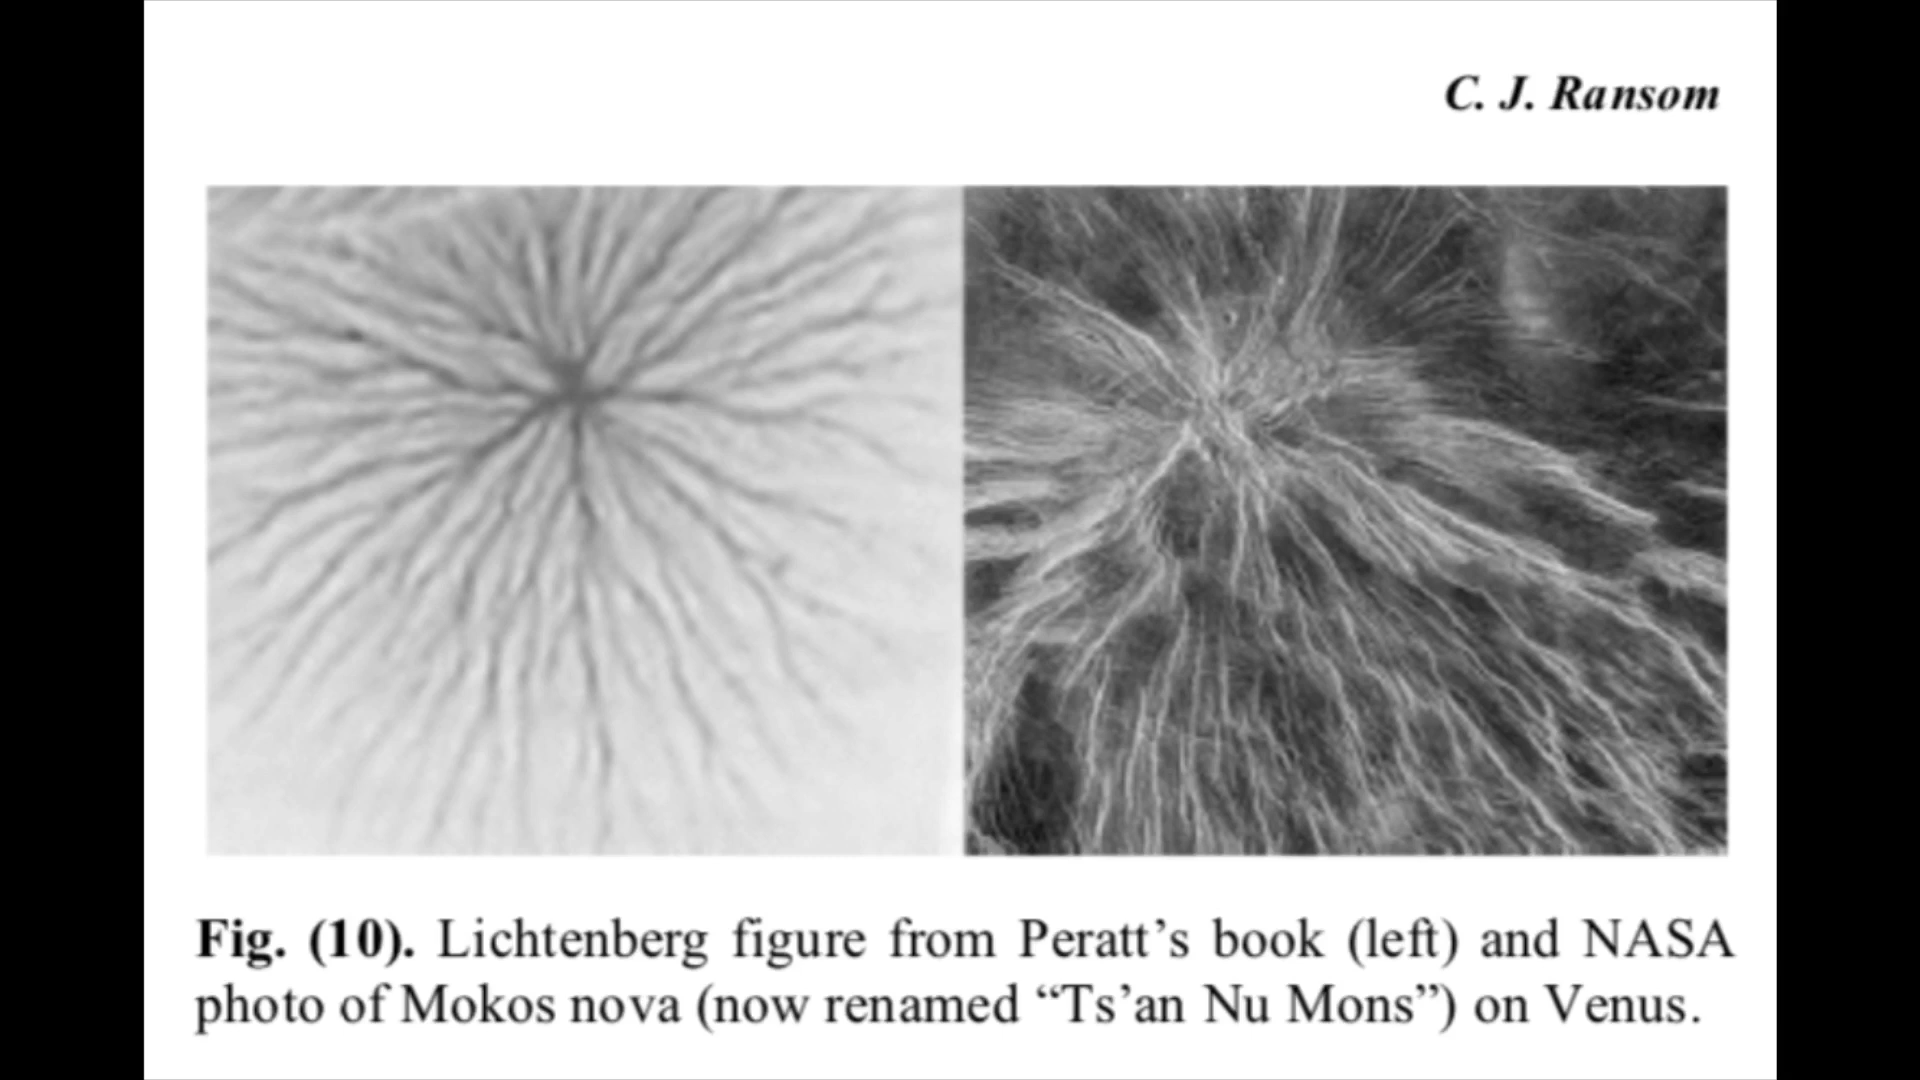 C. J. Ransom
Fig. (10). Lichtenberg figure from Peratt's book (left) and NASA
photo of Mokos nova (now renamed “Ts'an Nu Mons”) on Venus.